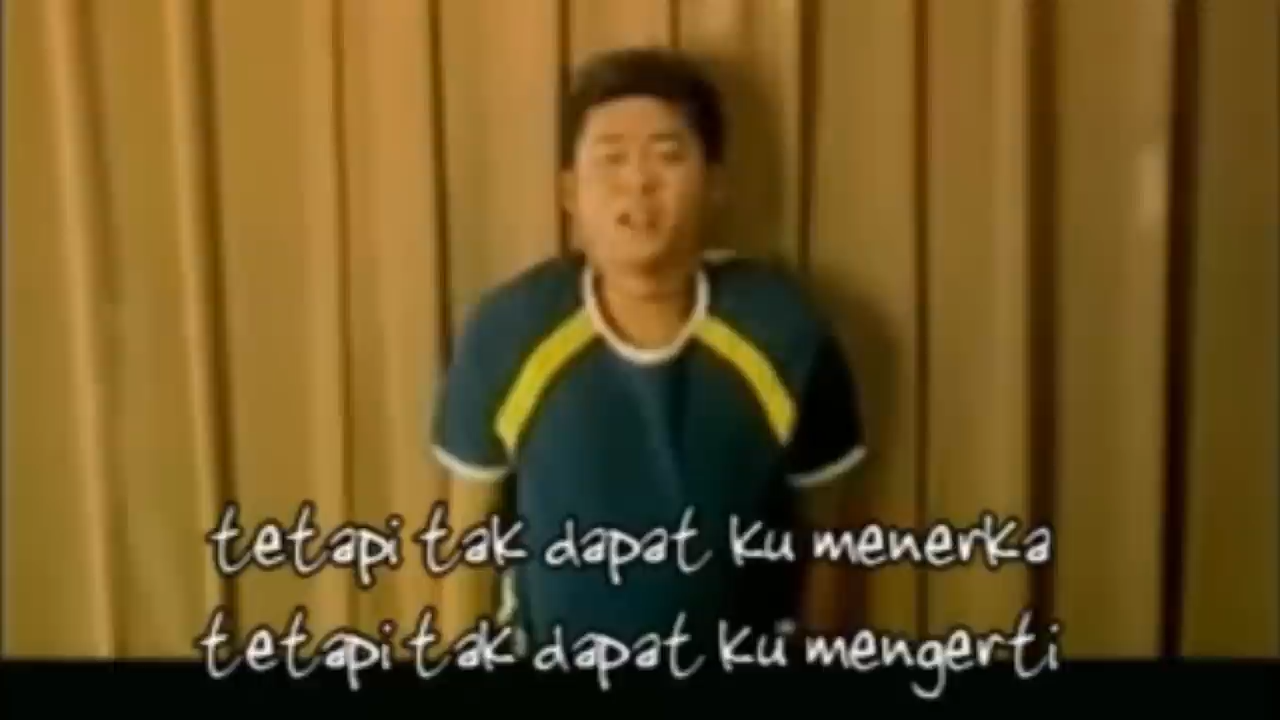 tetapi tak dapat ku menerka
tetapi tak dapat ku mengerti